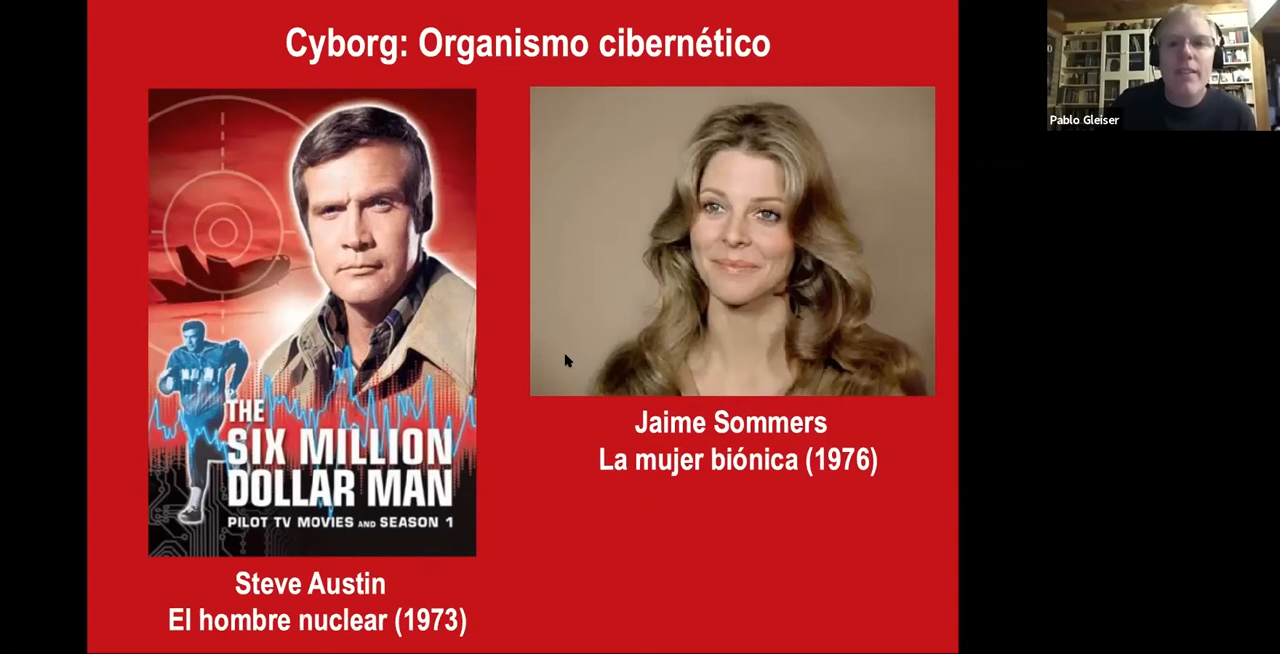 Cyborg: Organismo cibernético
THE
SIX MILLION
DOLLAR MAN
PILOT TV MOVIES AND SEASON 1
Steve Austin
El hombre nuclear (1973)
Jaime Sommers
La mujer biónica (1976)
Pablo Gleiser